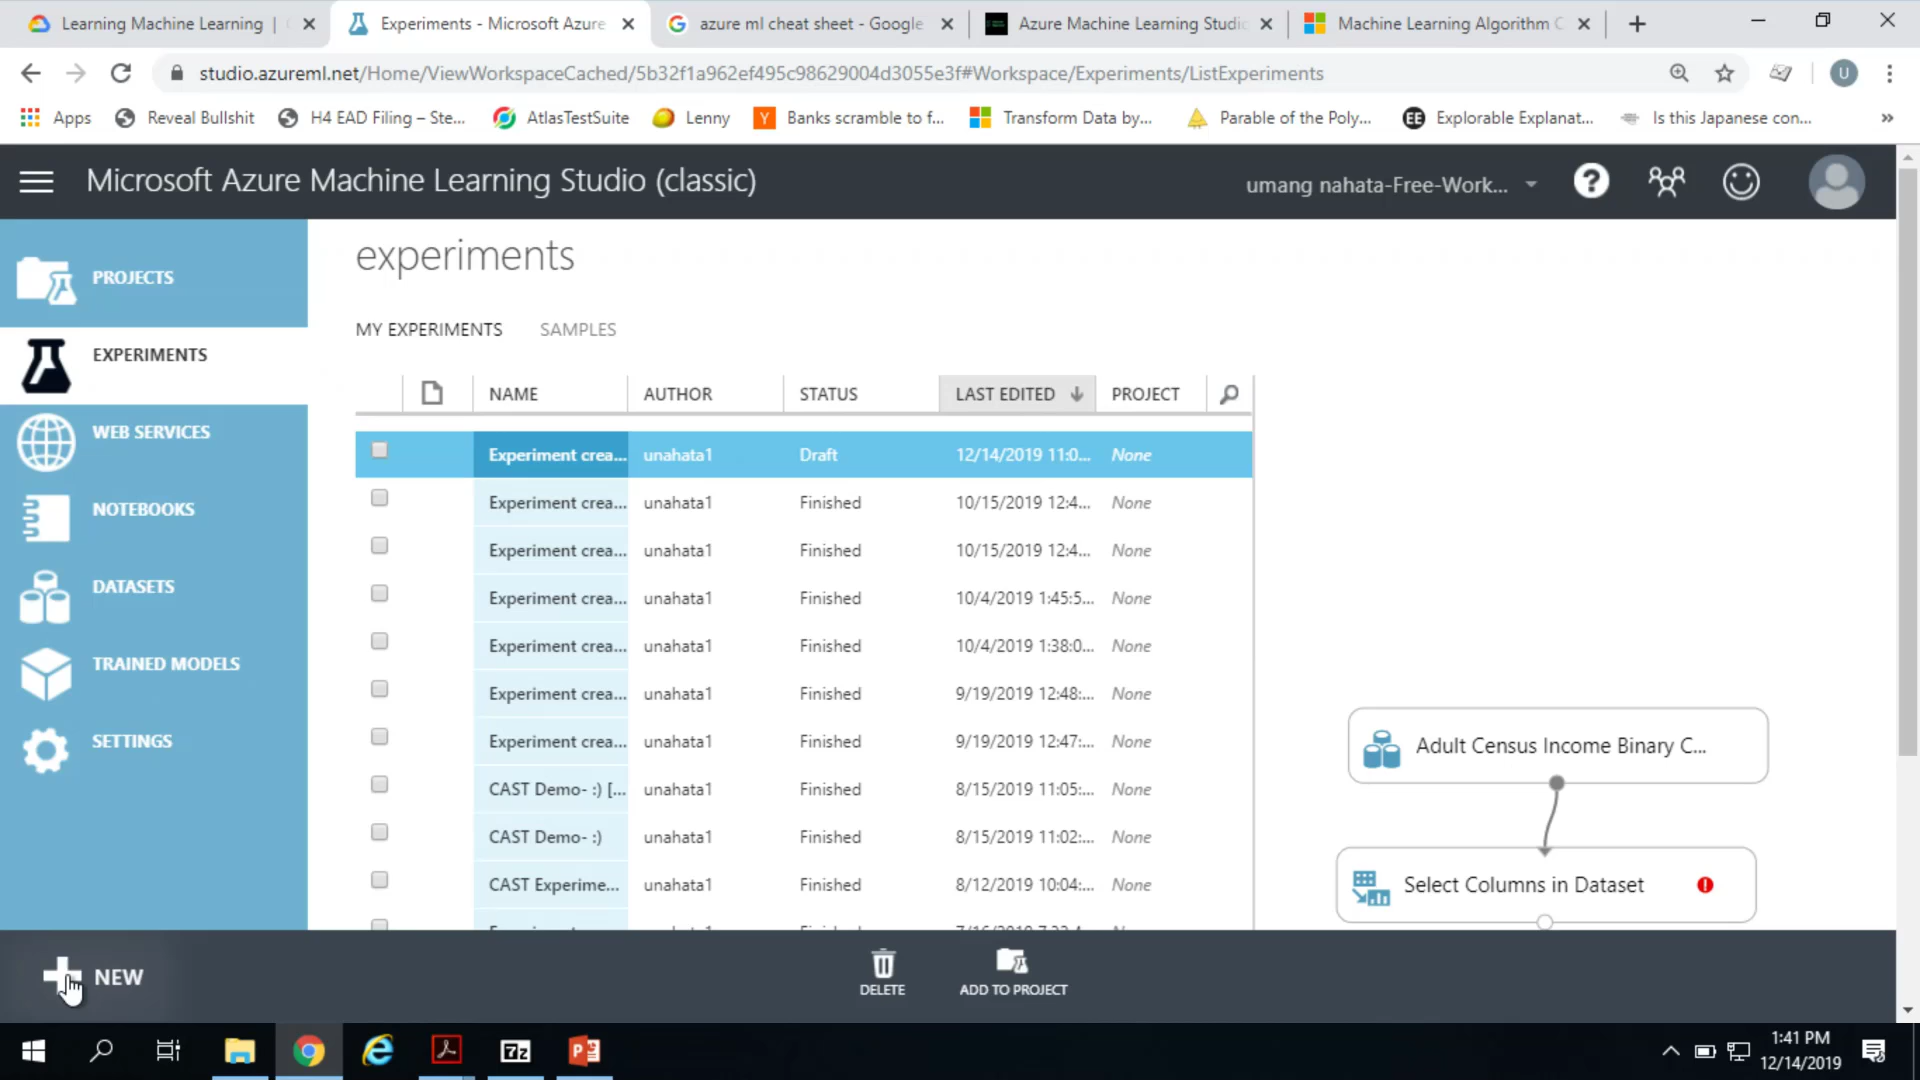 Learning Machine Learning |
Experiments - Microsoft Azure
azure ml cheat sheet - Google
Azure Machine Learning Studio
Machine Learning Algorithm C
studio.azureml.net/Home/ViewWorkspaceCached/5b32f1a962ef495c98629004d3055e3f#Workspace/Experiments/ListExperiments
U
Apps
Reveal Bullshit
H4 EAD Filing – Ste...
AtlasTestSuite
Lenny
Y
Banks scramble to f...
Transform Data by...
Parable of the Poly...
EE
Explorable Explanat...
Is this Japanese con...
»
Microsoft Azure Machine Learning Studio (classic)
umang nahata-Free-Work...
?
PROJECTS
EXPERIMENTS
WEB SERVICES
NOTEBOOKS
DATASETS
TRAINED MODELS
SETTINGS
experiments
MY EXPERIMENTS SAMPLES
NAME AUTHOR STATUS LAST EDITED PROJECT
Experiment crea... unahata1 Draft 12/14/2019 11:0... None
Experiment crea... unahata1 Finished 10/15/2019 12:4... None
Experiment crea... unahata1 Finished 10/15/2019 12:4... None
Experiment crea... unahata1 Finished 10/4/2019 1:45:5... None
Experiment crea... unahata1 Finished 10/4/2019 1:38:0... None
Experiment crea... unahata1 Finished 9/19/2019 12:48:... None
Experiment crea... unahata1 Finished 9/19/2019 12:47:... None
CAST Demo- :) [... unahata1 Finished 8/15/2019 11:05:... None
CAST Demo- :) unahata1 Finished 8/15/2019 11:02:... None
CAST Experime... unahata1 Finished 8/12/2019 10:04:... None
Adult Census Income Binary C...
Select Columns in Dataset
NEW
DELETE
ADD TO PROJECT
7z
P
1:41 PM
12/14/2019